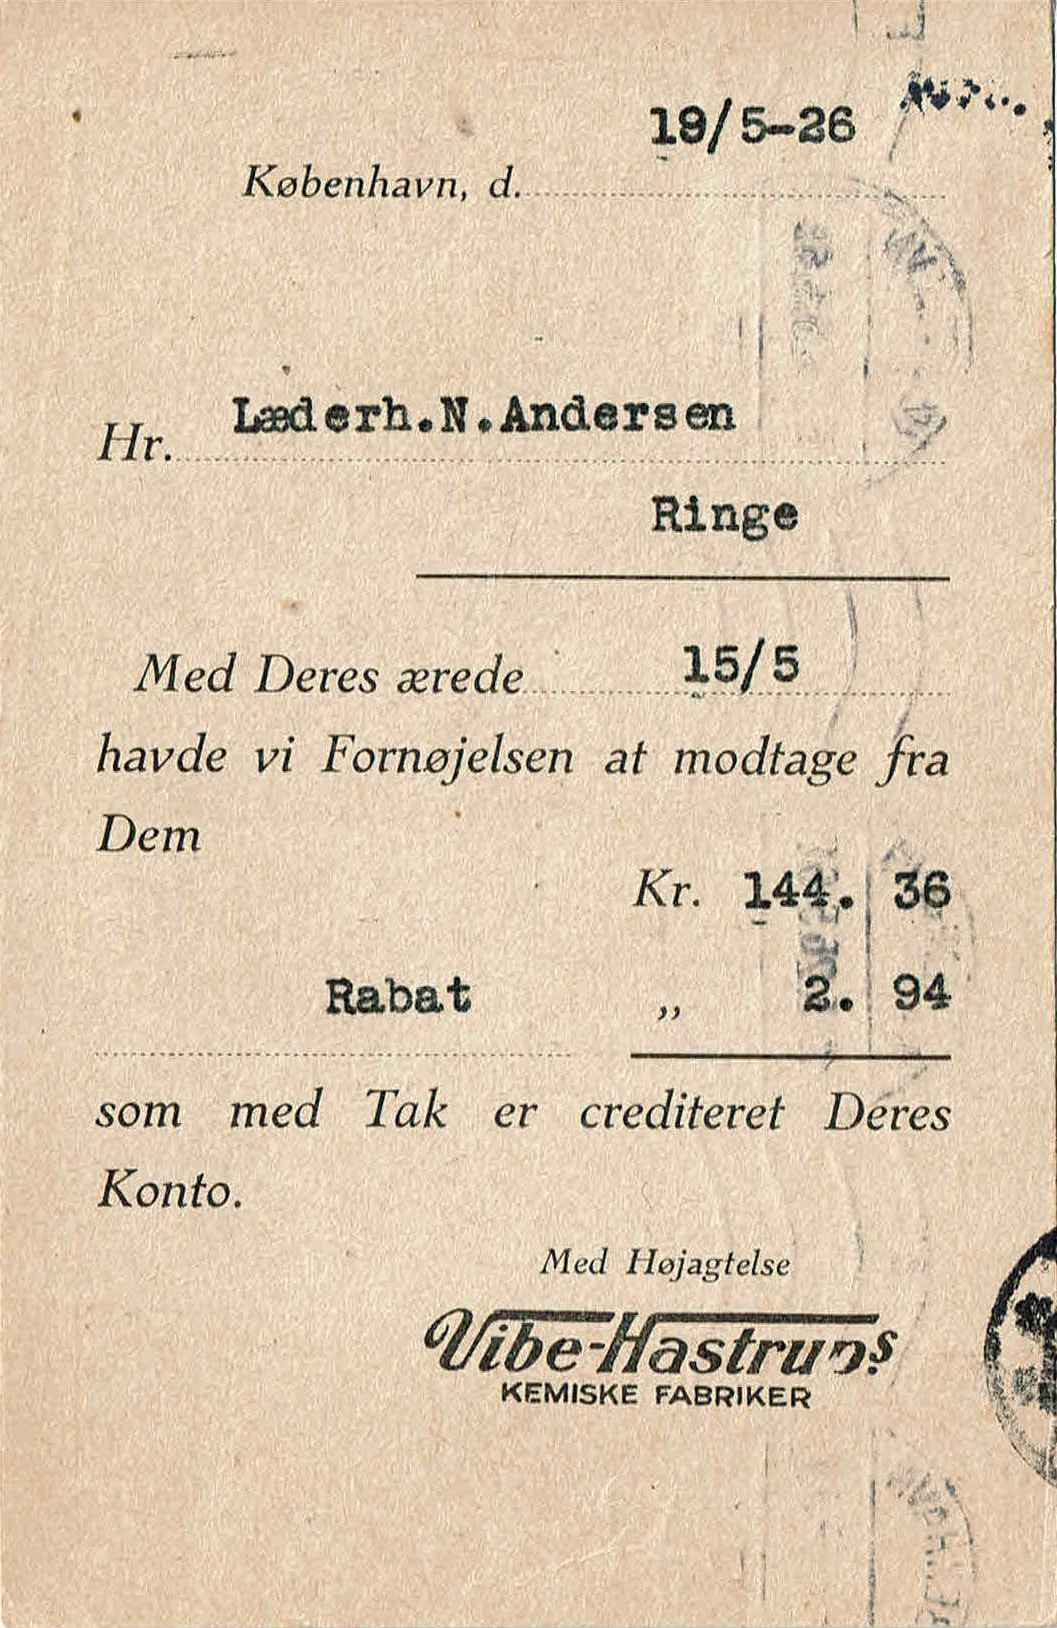 19/5-26
København, d.
Hr. Læderh.N.Andersen
Ringe
Med Deres ærede 15/5
havde vi Fornøjelsen at modtage fra
Dem
Kr. 144. 36
Rabat „ 2. 94
som med Tak er crediteret Deres
Konto.
Med Højagtelse
Vibe-Hastrups
KEMISKE FABRIKER